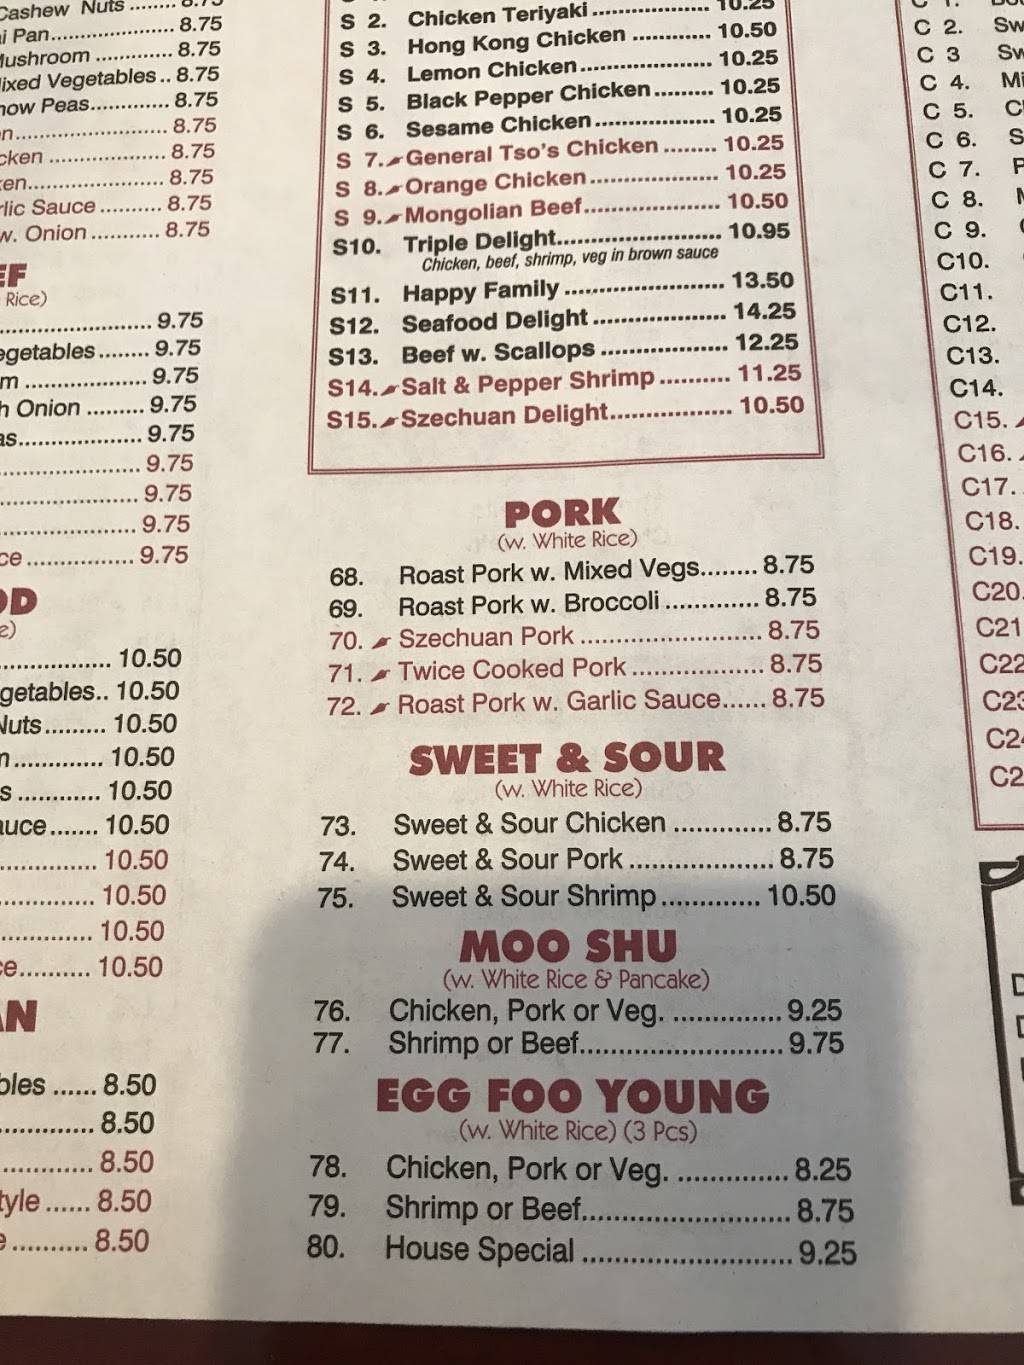 Cashew Nuts ........ 8.75
Pan...................... 8.75
Mushroom ............ 8.75
Mixed Vegetables .. 8.75
Snow Peas............. 8.75
........................ 8.75
.................. 8.75
........................ 8.75
Garlic Sauce .......... 8.75
w. Onion ........... 8.75
Rice)
........................ 9.75
Vegetables........ 9.75
................... 9.75
Onion ......... 9.75
................... 9.75
...................... 9.75
...................... 9.75
...................... 9.75
................. 9.75
.................. 10.50
Vegetables.. 10.50
Nuts......... 10.50
............. 10.50
............ 10.50
Sauce....... 10.50
............... 10.50
............... 10.50
.............. 10.50
........... 10.50
...... 8.50
.............. 8.50
.............. 8.50
Style ...... 8.50
........... 8.50
S 2. Chicken Teriyaki .................. 10.25
S 3. Hong Kong Chicken ............ 10.50
S 4. Lemon Chicken.................... 10.25
S 5. Black Pepper Chicken......... 10.25
S 6. Sesame Chicken.................. 10.25
S 7. General Tso's Chicken ........ 10.25
S 8. Orange Chicken.................... 10.25
S 9. Mongolian Beef..................... 10.50
S10. Triple Delight......................... 10.95
Chicken, beef, shrimp, veg in brown sauce
S11. Happy Family ........................ 13.50
S12. Seafood Delight .................... 14.25
S13. Beef w. Scallops ................... 12.25
S14. Salt & Pepper Shrimp .......... 11.25
S15. Szechuan Delight.................. 10.50
PORK
(w. White Rice)
68. Roast Pork w. Mixed Vegs........ 8.75
69. Roast Pork w. Broccoli ............. 8.75
70. Szechuan Pork ......................... 8.75
71. Twice Cooked Pork .................. 8.75
72. Roast Pork w. Garlic Sauce...... 8.75
SWEET & SOUR
(w. White Rice)
73. Sweet & Sour Chicken ............. 8.75
74. Sweet & Sour Pork ................... 8.75
75. Sweet & Sour Shrimp ............. 10.50
MOO SHU
(w. White Rice & Pancake)
76. Chicken, Pork or Veg. .............. 9.25
77. Shrimp or Beef.......................... 9.75
EGG FOO YOUNG
(w. White Rice) (3 Pcs)
78. Chicken, Pork or Veg. .............. 8.25
79. Shrimp or Beef.......................... 8.75
80. House Special .......................... 9.25
C 1.
C 2.
C 3
C 4.
C 5.
C 6.
C 7.
C 8.
C 9.
C10.
C11.
C12.
C13.
C14.
C15.
C16.
C17.
C18.
C19.
C20.
C21
C22
C23
C24